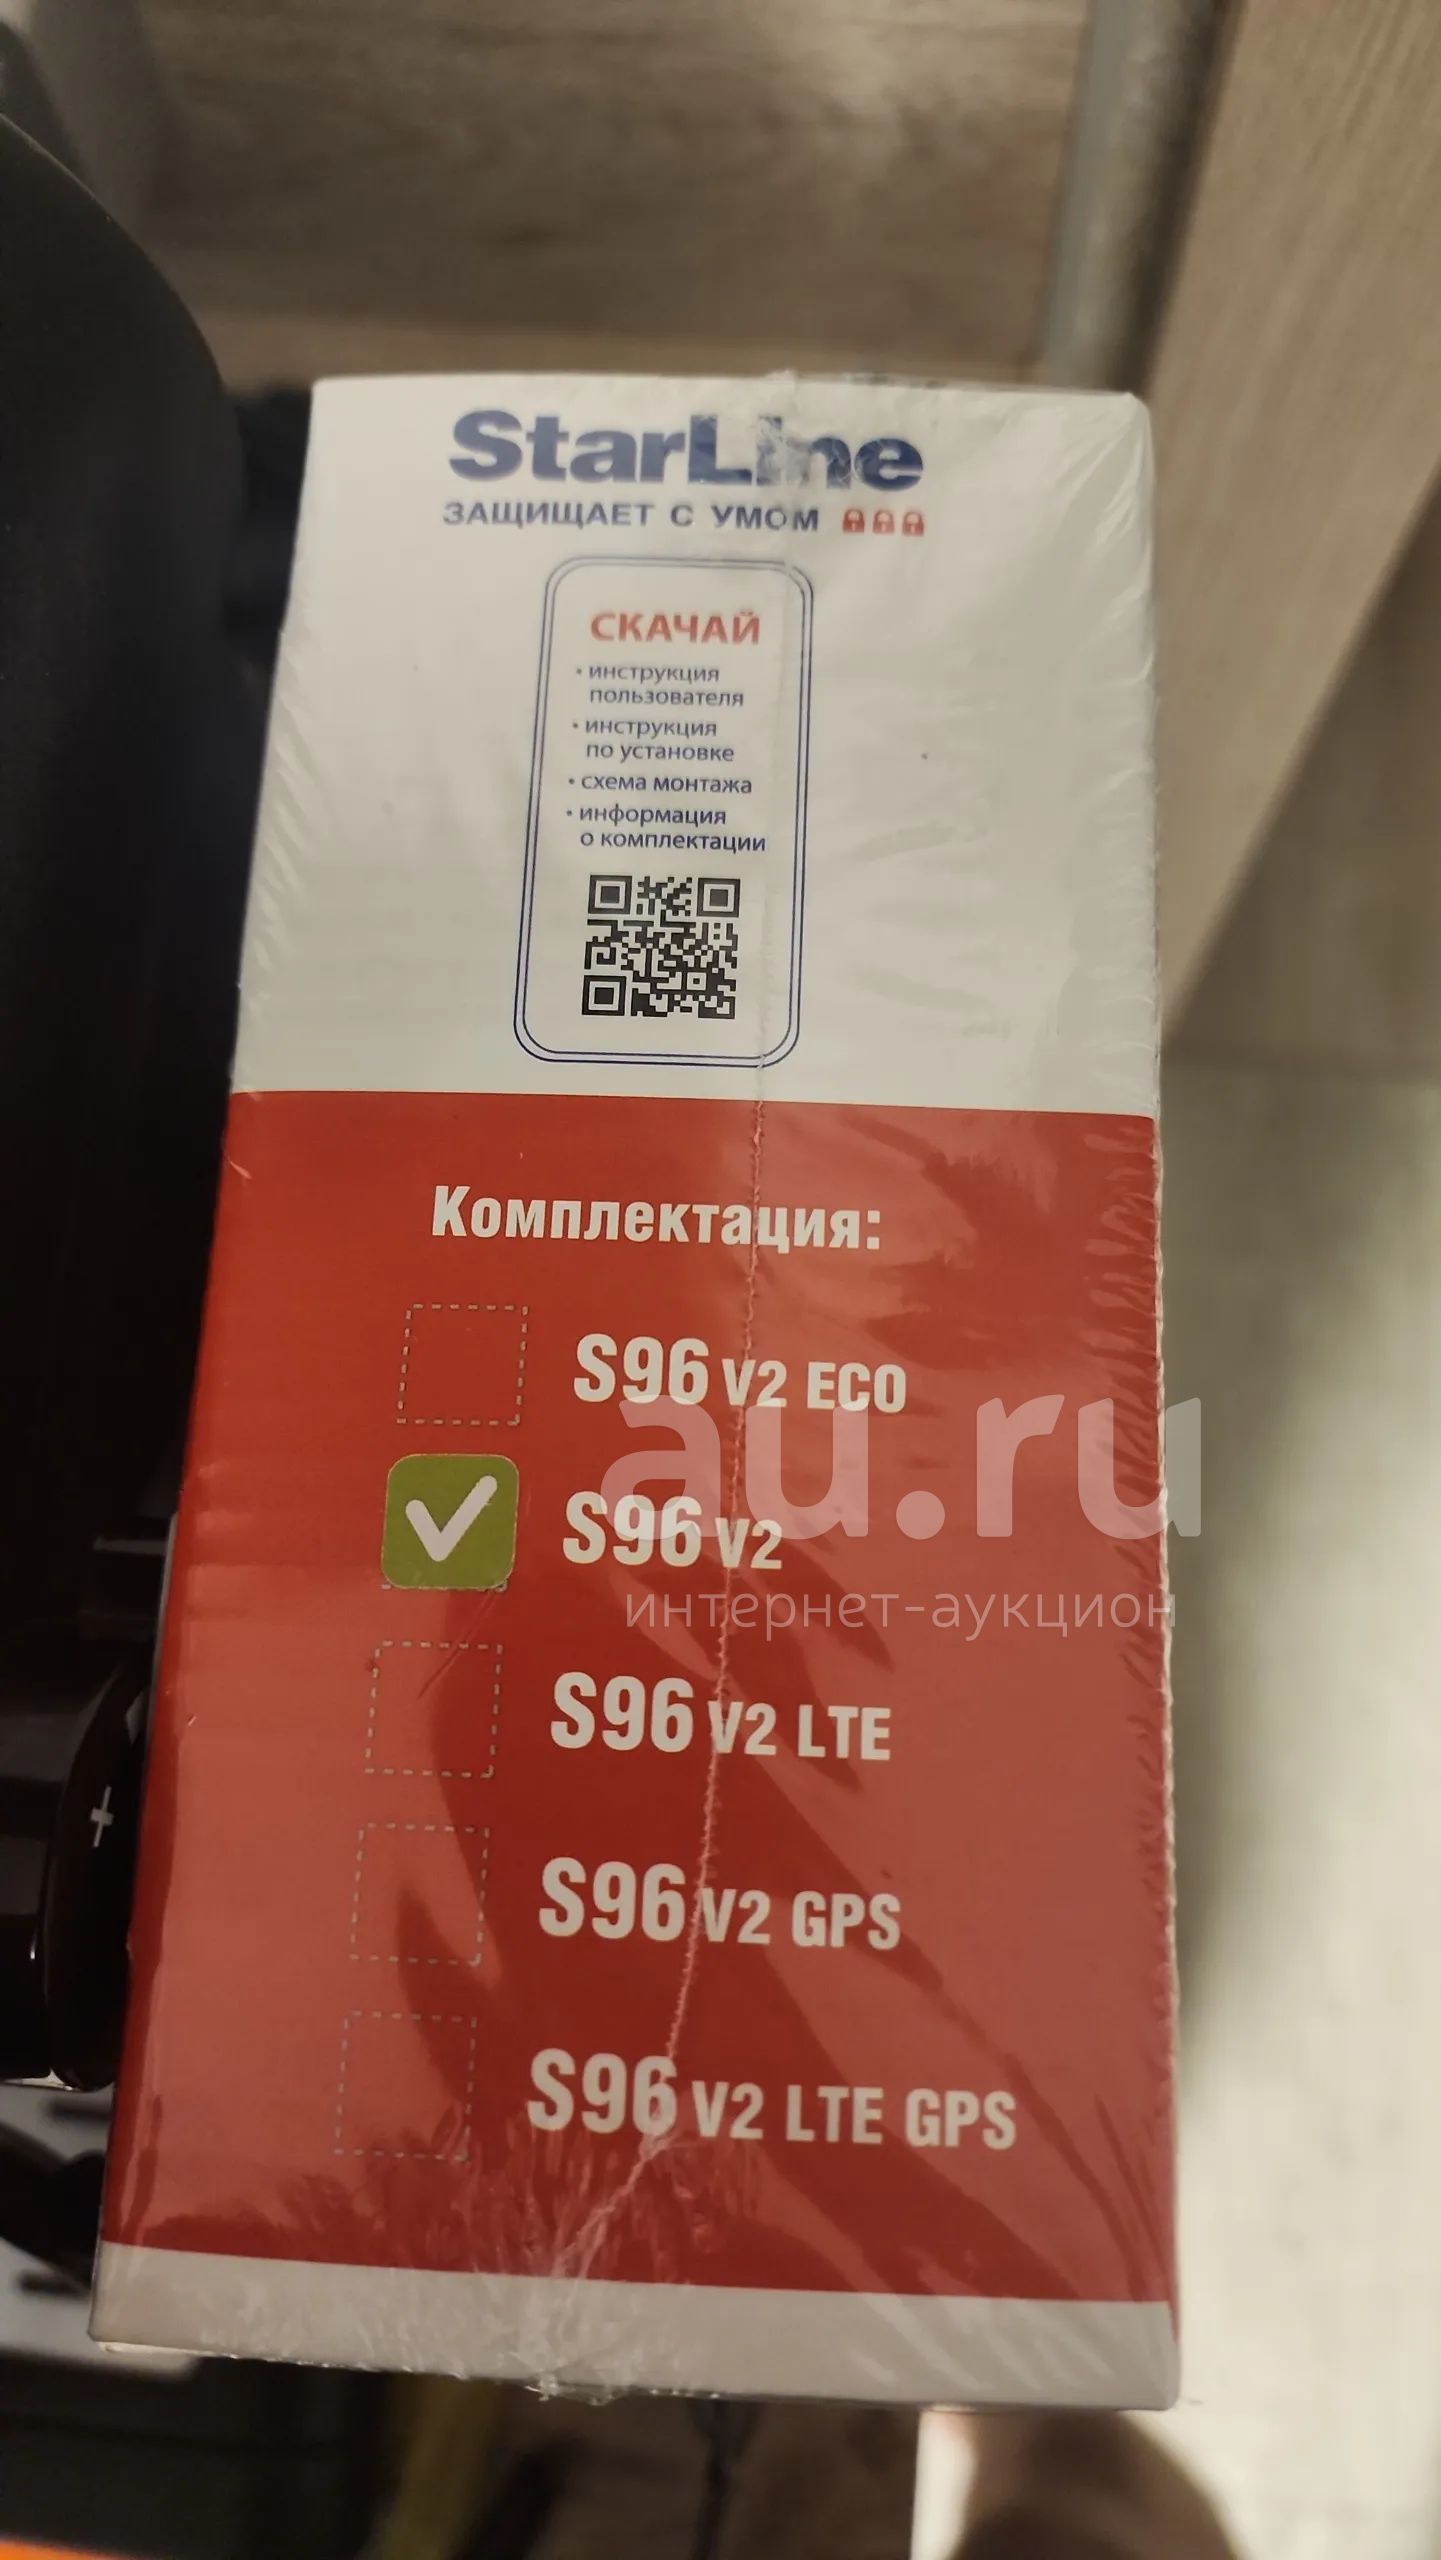 StarLine
ЗАЩИЩАЕТ С УМОМ
СКАЧАЙ
• инструкция
пользователя
• инструкция
по установке
• схема монтажа
• информация
о комплектации
Комплектация:
S96 V2 ECO
S96 V2
S96 V2 LTE
S96 V2 GPS
S96 V2 LTE GPS
au.ru
интернет-аукцион